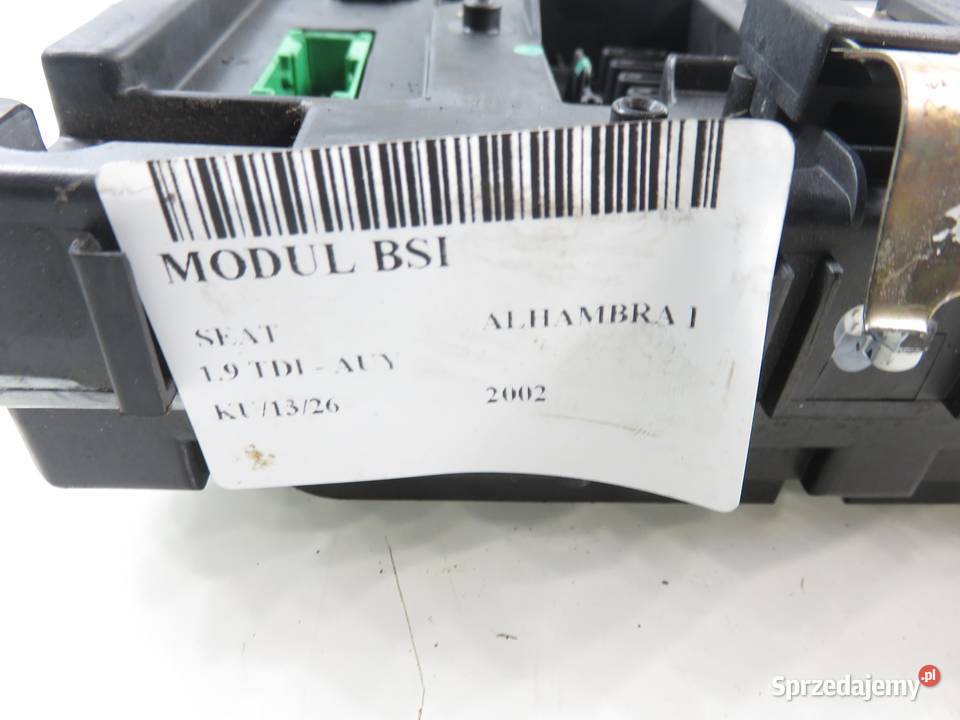 MODUL BSI
SEAT ALHAMBRA I
1.9 TDI - AUY
KU/13/26 2002
Sprzedajemy.pl